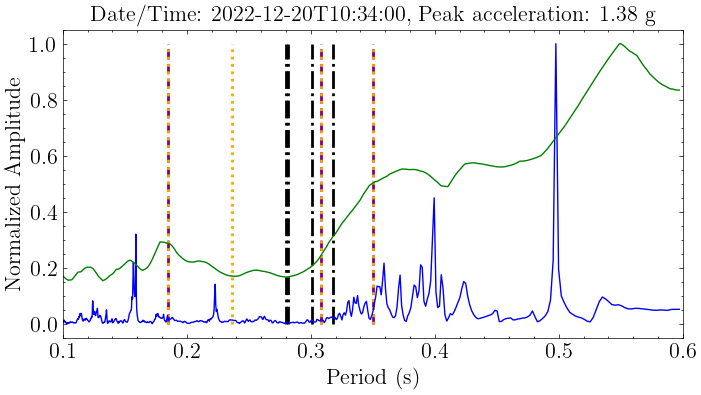 Date/Time: 2022-12-20T10:34:00, Peak acceleration: 1.38 g
Normalized Amplitude
1.0
0.8
0.6
0.4
0.2
0.0
0.1 0.2 0.3 0.4 0.5 0.6
Period (s)